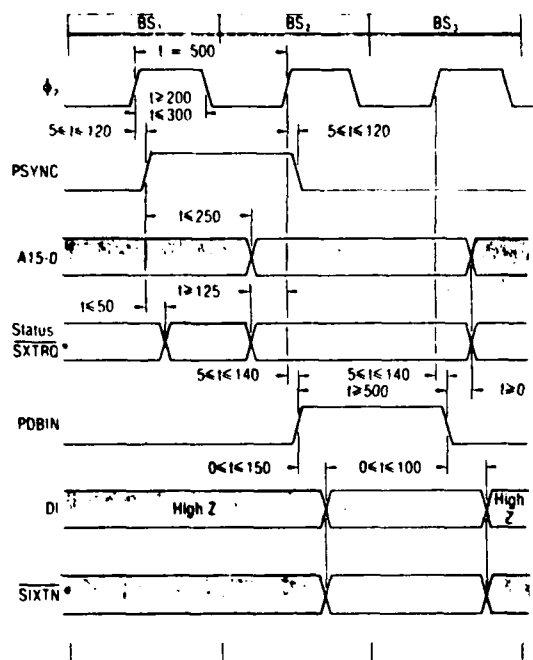 BS₁ BS₂ BS₃
t = 500
ϕ₂
t≥200
t≤300
5≤t≤120 5≤t≤120
PSYNC
t≤250
A15-0
t≥125
t≤50
Status
SXTRQ*
5≤t≤140 5≤t≤140
t≥500 t≥0
PDBIN
0≤t≤150 0≤t≤100
DI High Z High Z
SIXTN*